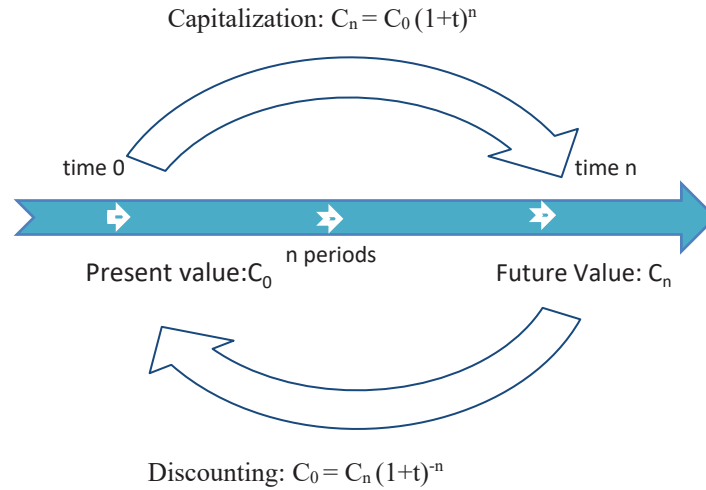 Capitalization: Cₙ = C₀ (1+t)ⁿ
time 0
time n
n periods
Present value:C₀
Future Value: Cₙ
Discounting: C₀ = Cₙ (1+t)⁻ⁿ